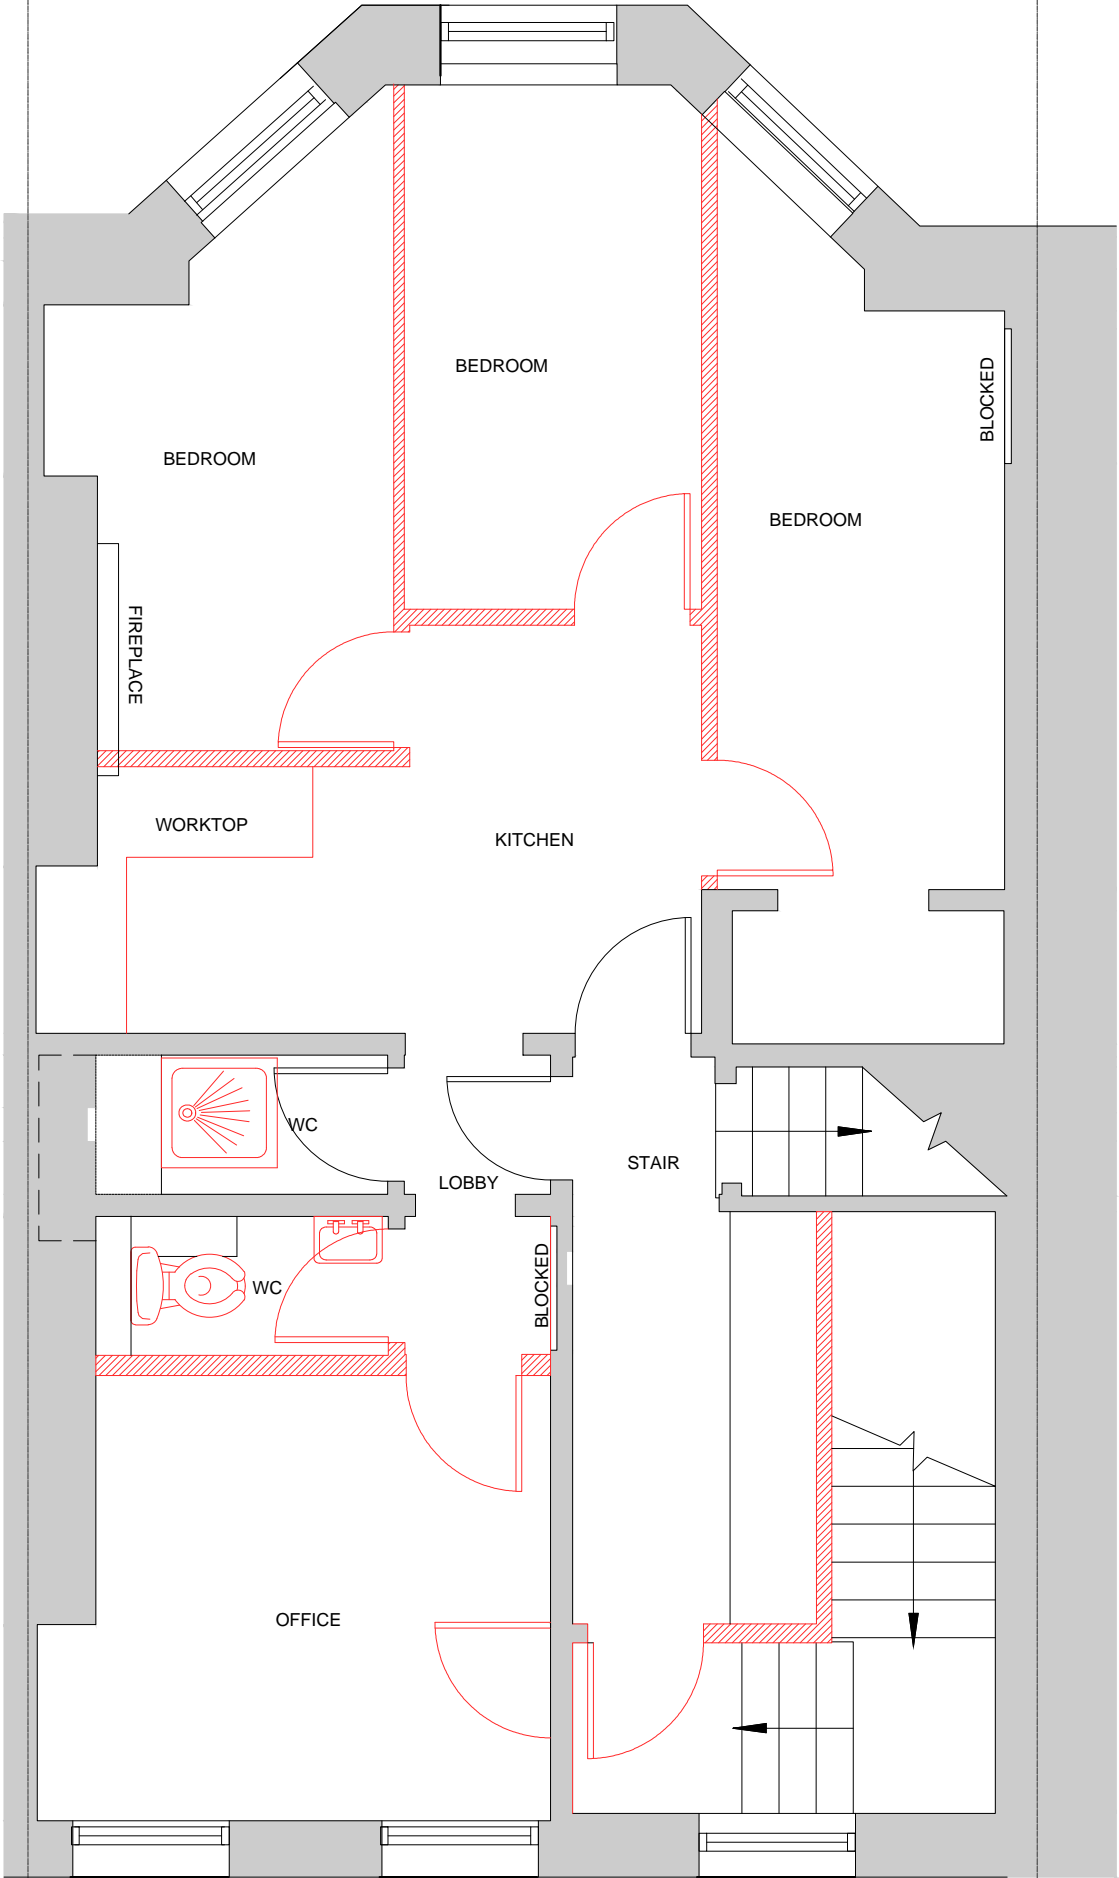 BEDROOM
BLOCKED
BEDROOM
BEDROOM
FIREPLACE
WORKTOP
KITCHEN
WC
STAIR
LOBBY
BLOCKED
WC
OFFICE